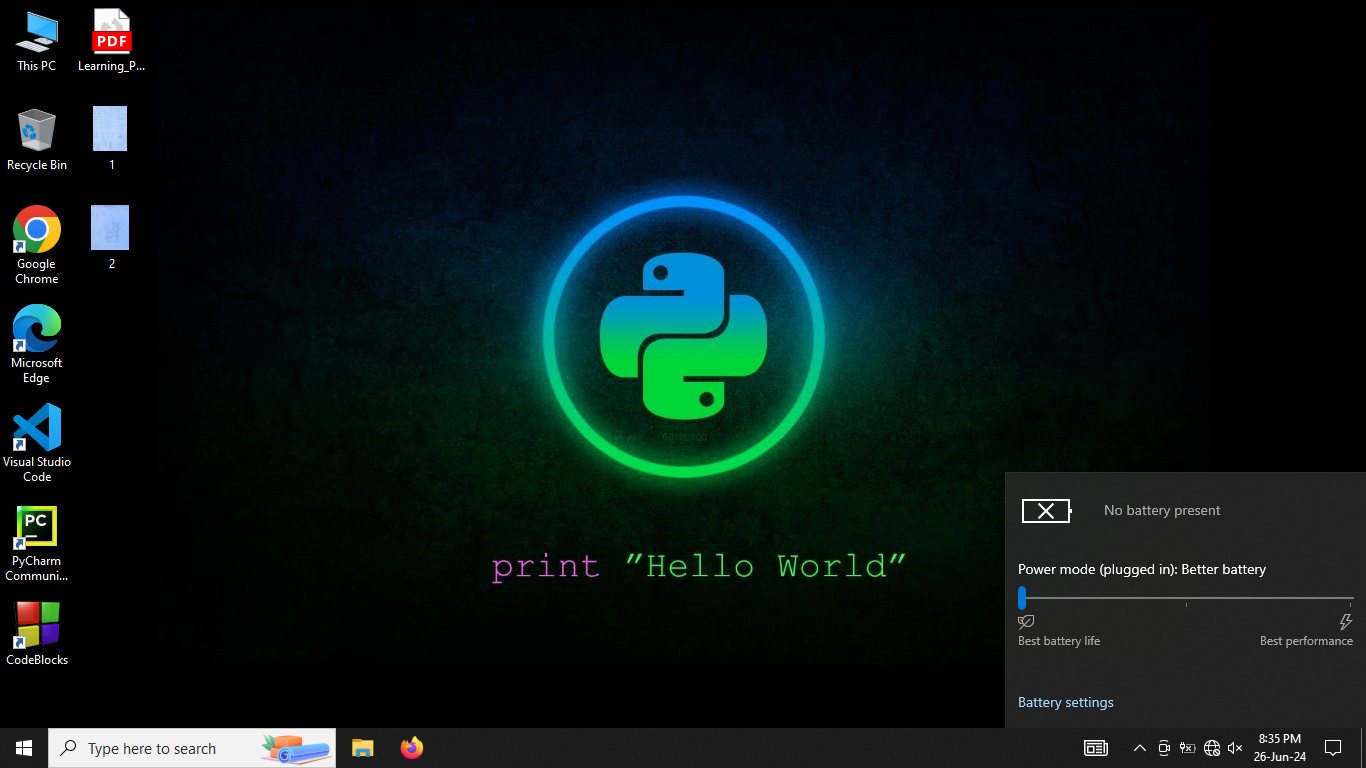 This PC
Learning_P...
PDF
Recycle Bin
1
Google
Chrome
2
Microsoft
Edge
Visual Studio
Code
PC
PyCharm
Communi...
CodeBlocks
print "Hello World"
No battery present
Power mode (plugged in): Better battery
Best battery life
Best performance
Battery settings
Type here to search
8:35 PM
26-Jun-24